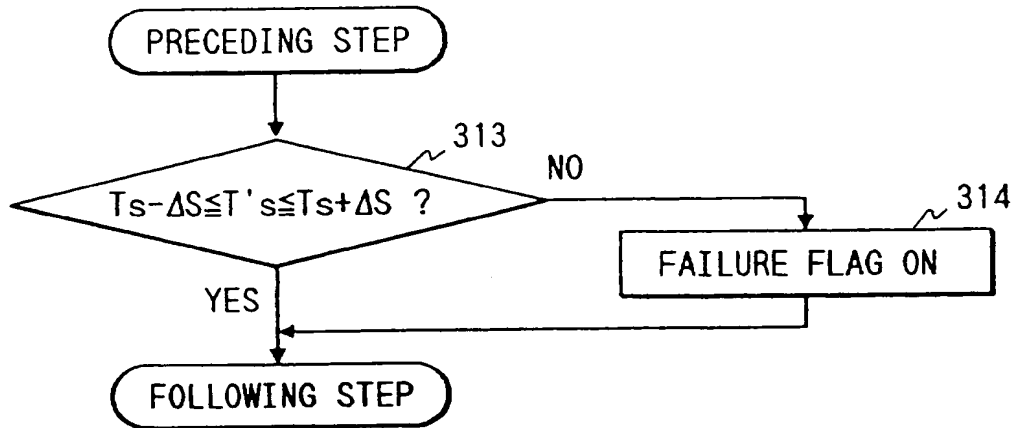 PRECEDING STEP
313
Ts-ΔS≦T's≦Ts+ΔS ?
NO
314
FAILURE FLAG ON
YES
FOLLOWING STEP